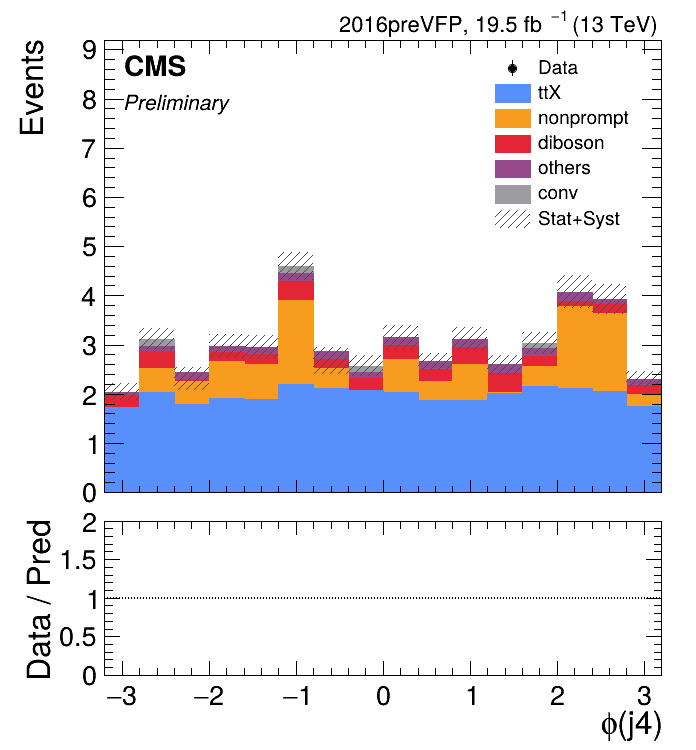 2016preVFP, 19.5 fb⁻¹ (13 TeV)
Events
CMS
Preliminary
Data
ttX
nonprompt
diboson
others
conv
Stat+Syst
9
8
7
6
5
4
3
2
1
0
Data / Pred
2
1.5
1
0.5
0
−3 −2 −1 0 1 2 3
ϕ(j4)